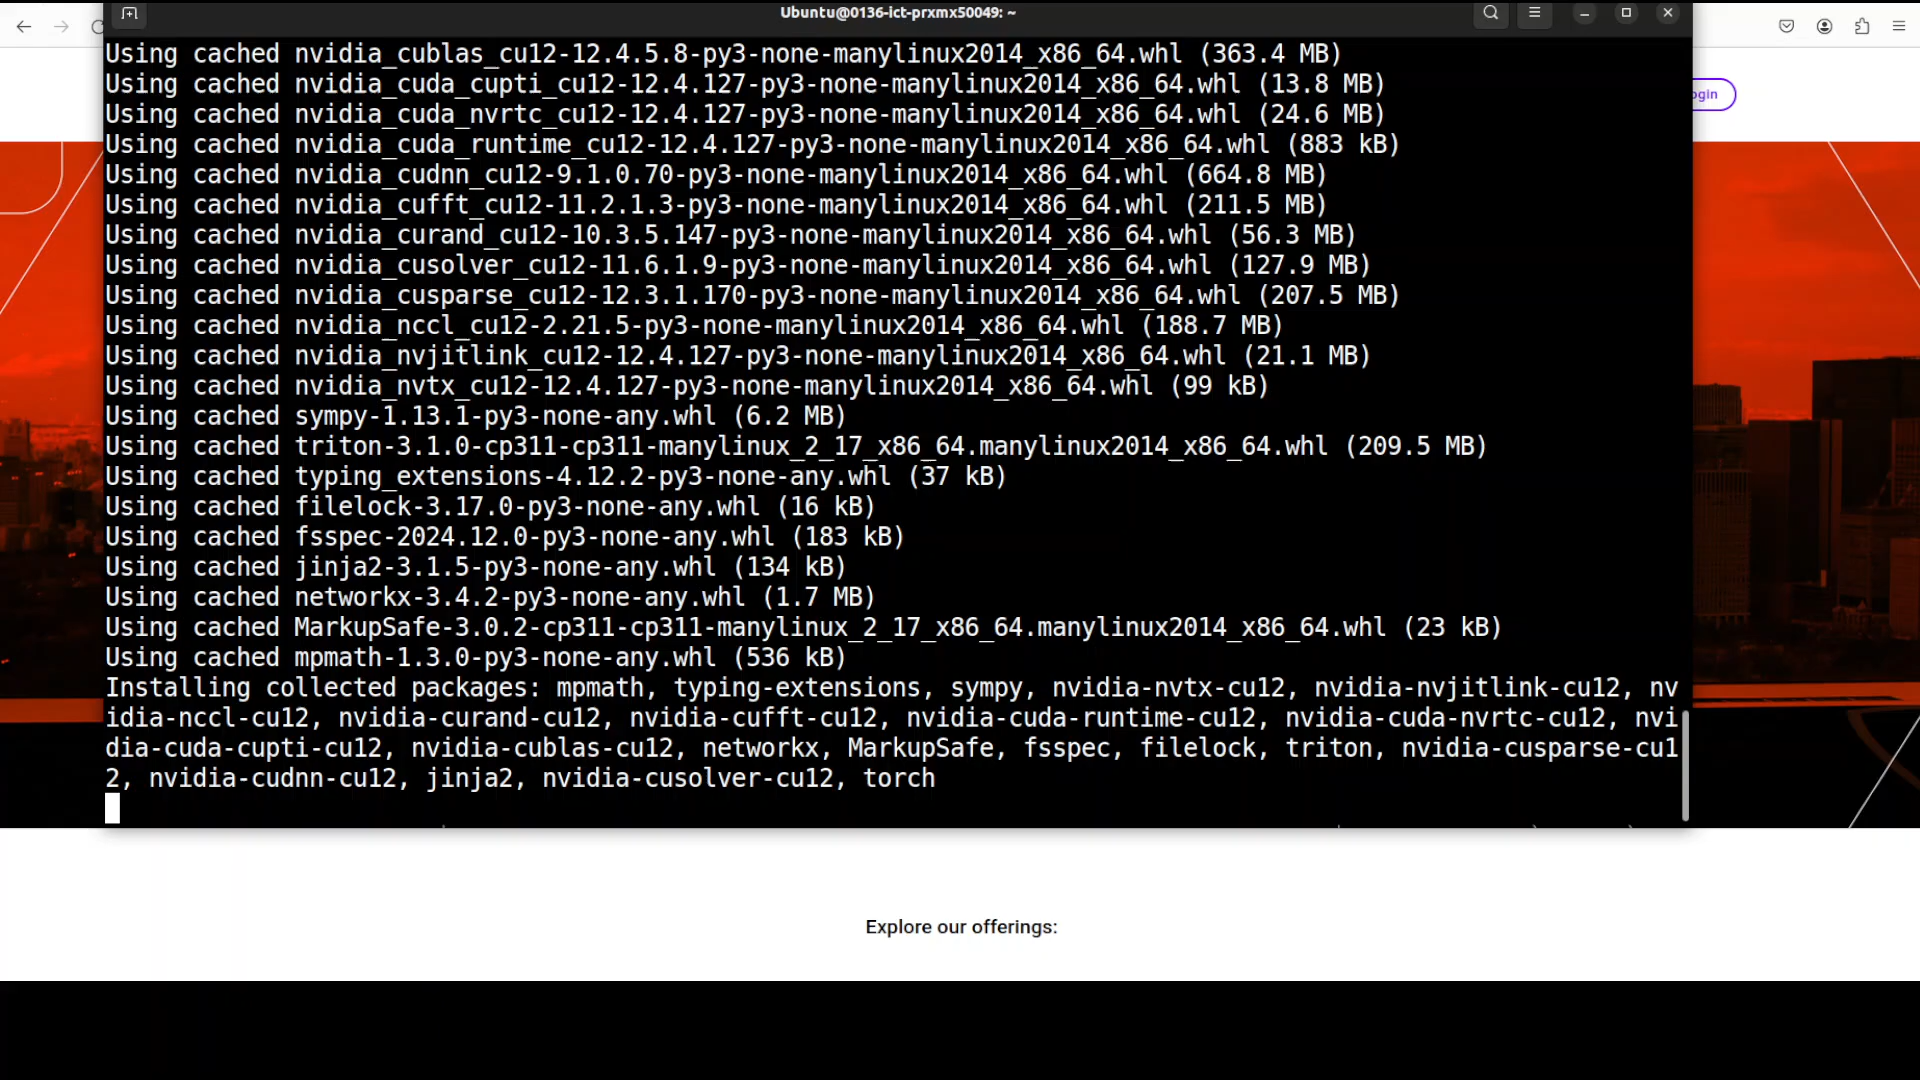 Ubuntu@0136-ict-prxmx50049: ~
Using cached nvidia_cublas_cu12-12.4.5.8-py3-none-manylinux2014_x86_64.whl (363.4 MB)
Using cached nvidia_cuda_cupti_cu12-12.4.127-py3-none-manylinux2014_x86_64.whl (13.8 MB)
Using cached nvidia_cuda_nvrtc_cu12-12.4.127-py3-none-manylinux2014_x86_64.whl (24.6 MB)
Using cached nvidia_cuda_runtime_cu12-12.4.127-py3-none-manylinux2014_x86_64.whl (883 kB)
ogin
Using cached nvidia_cudnn_cu12-9.1.0.70-py3-none-manylinux2014_x86_64.whl (664.8 MB)
Using cached nvidia_cufft_cu12-11.2.1.3-py3-none-manylinux2014_x86_64.whl (211.5 MB)
Using cached nvidia_curand_cu12-10.3.5.147-py3-none-manylinux2014_x86_64.whl (56.3 MB)
Using cached nvidia_cusolver_cu12-11.6.1.9-py3-none-manylinux2014_x86_64.whl (127.9 MB)
Using cached nvidia_cusparse_cu12-12.3.1.170-py3-none-manylinux2014_x86_64.whl (207.5 MB)
Using cached nvidia_nccl_cu12-2.21.5-py3-none-manylinux2014_x86_64.whl (188.7 MB)
Using cached nvidia_nvjitlink_cu12-12.4.127-py3-none-manylinux2014_x86_64.whl (21.1 MB)
Using cached nvidia_nvtx_cu12-12.4.127-py3-none-manylinux2014_x86_64.whl (99 kB)
Using cached sympy-1.13.1-py3-none-any.whl (6.2 MB)
Using cached triton-3.1.0-cp311-cp311-manylinux_2_17_x86_64.manylinux2014_x86_64.whl (209.5 MB)
Using cached typing_extensions-4.12.2-py3-none-any.whl (37 kB)
Using cached filelock-3.17.0-py3-none-any.whl (16 kB)
Using cached fsspec-2024.12.0-py3-none-any.whl (183 kB)
Using cached jinja2-3.1.5-py3-none-any.whl (134 kB)
Using cached networkx-3.4.2-py3-none-any.whl (1.7 MB)
Using cached MarkupSafe-3.0.2-cp311-cp311-manylinux_2_17_x86_64.manylinux2014_x86_64.whl (23 kB)
Using cached mpmath-1.3.0-py3-none-any.whl (536 kB)
Installing collected packages: mpmath, typing-extensions, sympy, nvidia-nvtx-cu12, nvidia-nvjitlink-cu12, nv
idia-nccl-cu12, nvidia-curand-cu12, nvidia-cufft-cu12, nvidia-cuda-runtime-cu12, nvidia-cuda-nvrtc-cu12, nvi
dia-cuda-cupti-cu12, nvidia-cublas-cu12, networkx, MarkupSafe, fsspec, filelock, triton, nvidia-cusparse-cu1
2, nvidia-cudnn-cu12, jinja2, nvidia-cusolver-cu12, torch
Explore our offerings: